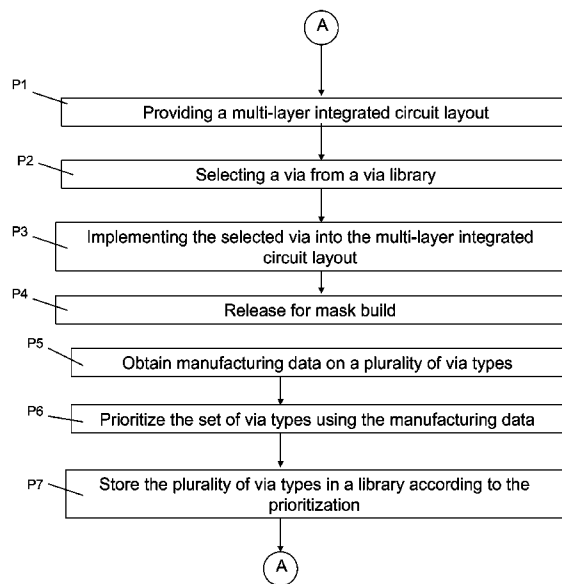 A
P1
Providing a multi-layer integrated circuit layout
P2
Selecting a via from a via library
P3
Implementing the selected via into the multi-layer integrated
circuit layout
P4
Release for mask build
P5
Obtain manufacturing data on a plurality of via types
P6
Prioritize the set of via types using the manufacturing data
P7
Store the plurality of via types in a library according to the
prioritization
A